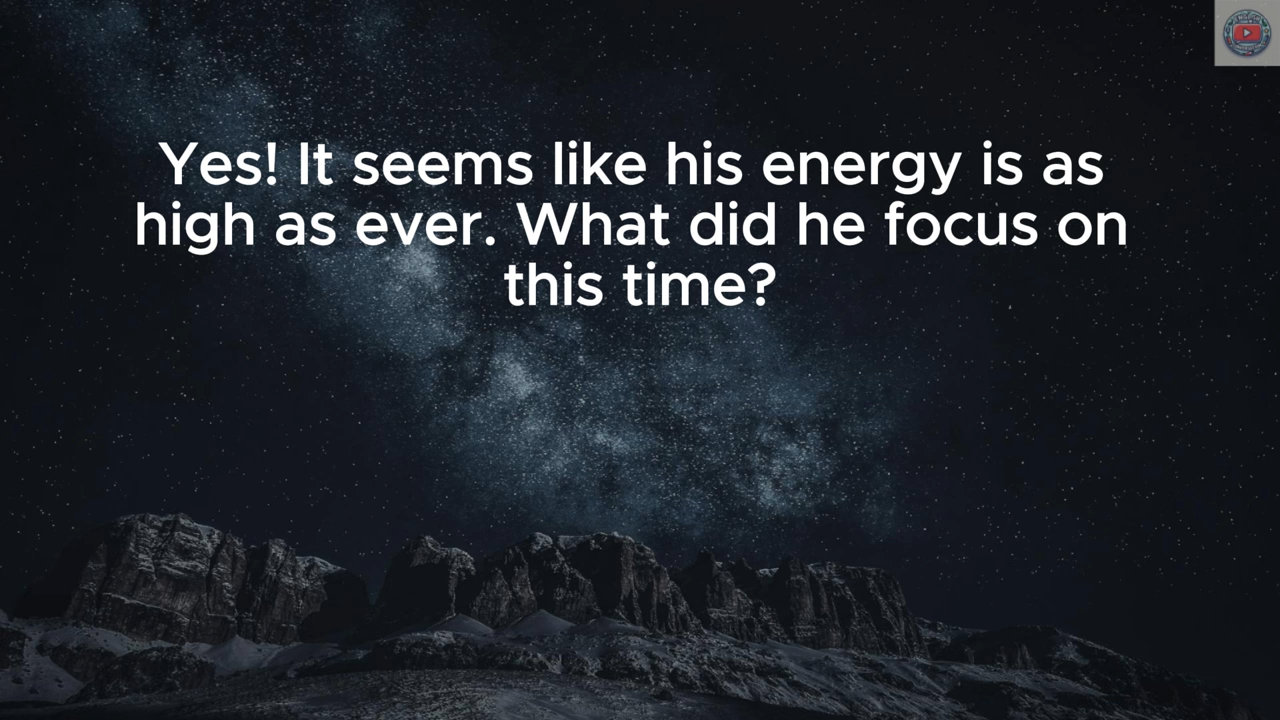 Yes! It seems like his energy is as
high as ever. What did he focus on
this time?